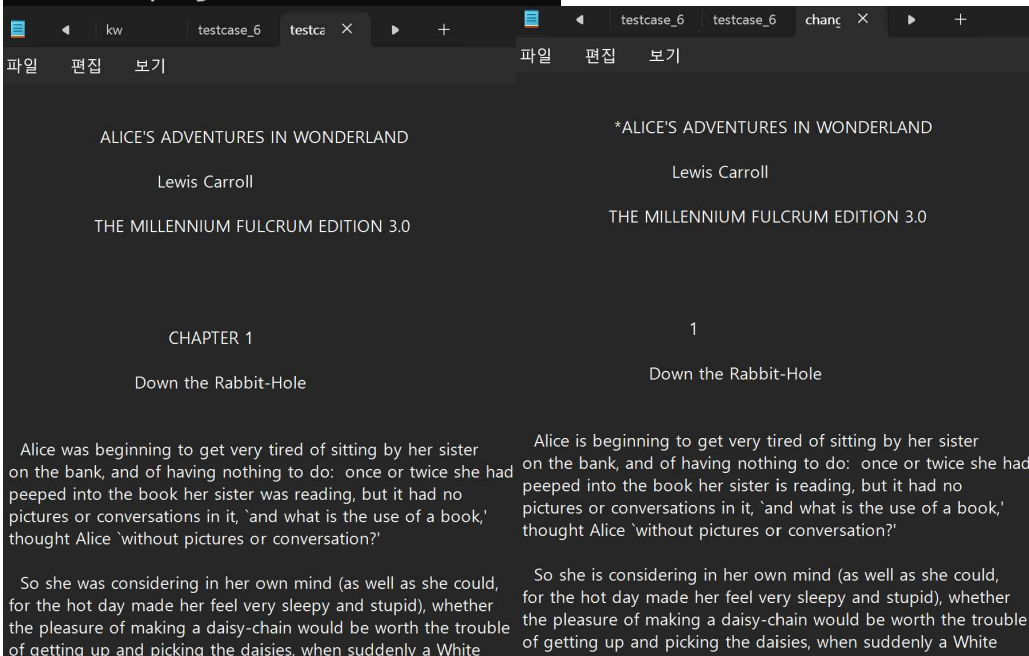 kw testcase_6 testca
파일 편집 보기
ALICE'S ADVENTURES IN WONDERLAND
Lewis Carroll
THE MILLENNIUM FULCRUM EDITION 3.0
CHAPTER 1
Down the Rabbit-Hole
Alice was beginning to get very tired of sitting by her sister
on the bank, and of having nothing to do:  once or twice she had
peeped into the book her sister was reading, but it had no
pictures or conversations in it, `and what is the use of a book,'
thought Alice `without pictures or conversation?'
So she was considering in her own mind (as well as she could,
for the hot day made her feel very sleepy and stupid), whether
the pleasure of making a daisy-chain would be worth the trouble
of getting up and picking the daisies, when suddenly a White
testcase_6 testcase_6 chang
파일 편집 보기
*ALICE'S ADVENTURES IN WONDERLAND
Lewis Carroll
THE MILLENNIUM FULCRUM EDITION 3.0
1
Down the Rabbit-Hole
Alice is beginning to get very tired of sitting by her sister
on the bank, and of having nothing to do:  once or twice she had
peeped into the book her sister is reading, but it had no
pictures or conversations in it, `and what is the use of a book,'
thought Alice `without pictures or conversation?'
So she is considering in her own mind (as well as she could,
for the hot day made her feel very sleepy and stupid), whether
the pleasure of making a daisy-chain would be worth the trouble
of getting up and picking the daisies, when suddenly a White